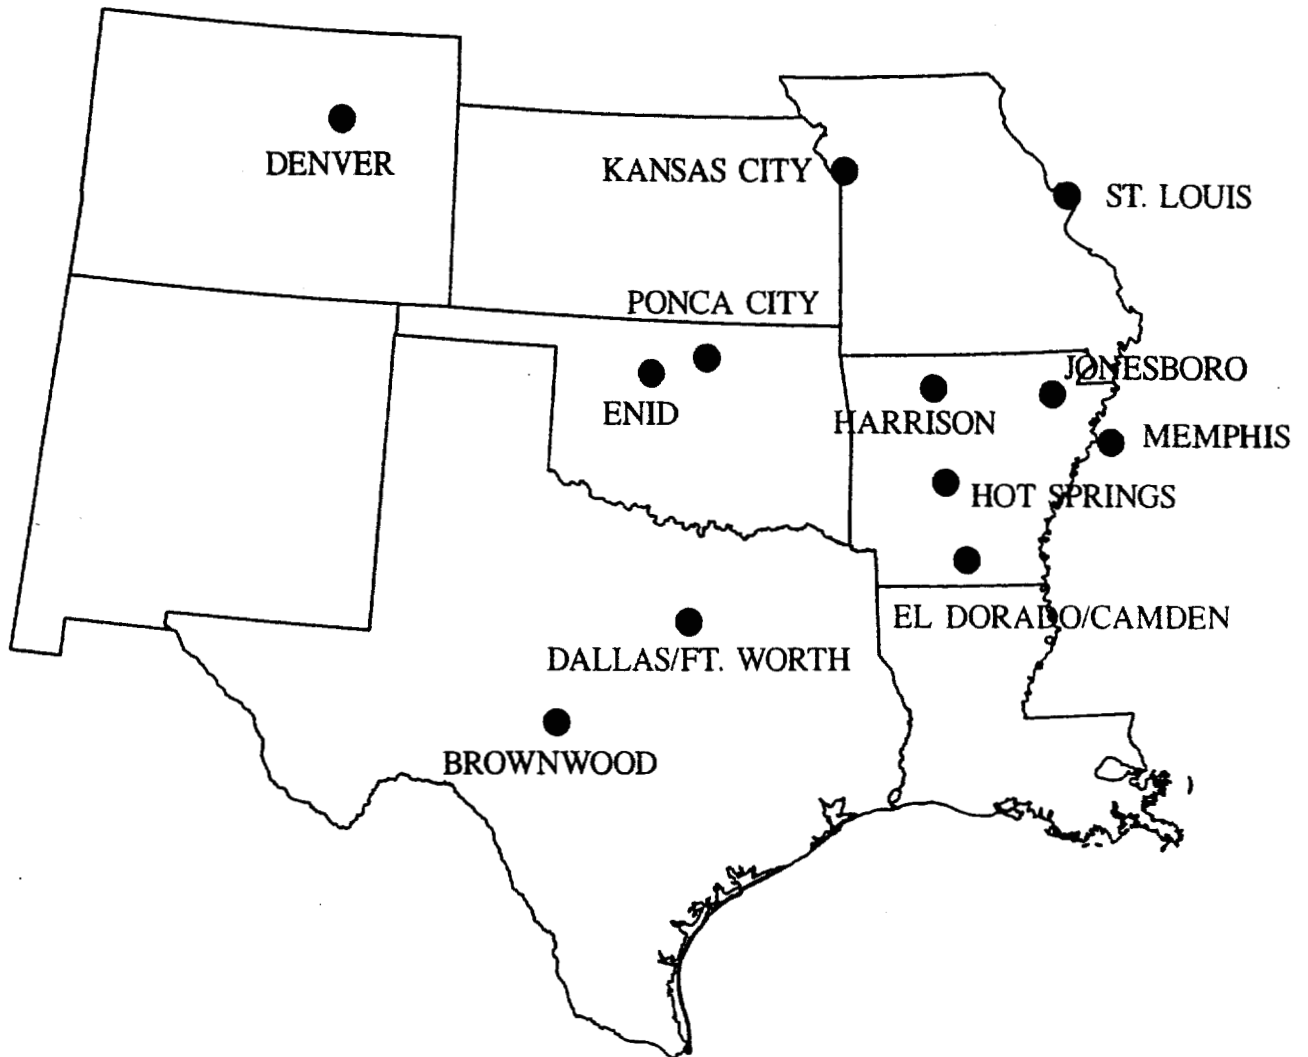 DENVER
KANSAS CITY
ST. LOUIS
PONCA CITY
JONESBORO
ENID
HARRISON
MEMPHIS
HOT SPRINGS
EL DORADO/CAMDEN
DALLAS/FT. WORTH
BROWNWOOD